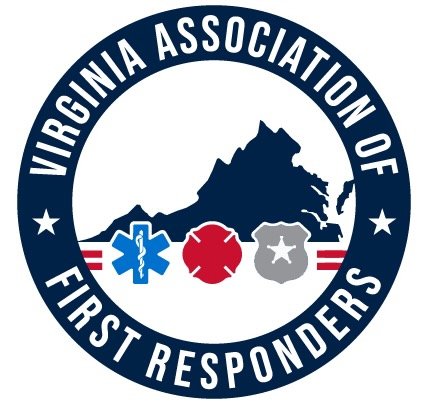 VIRGINIA ASSOCIATION OF
FIRST RESPONDERS